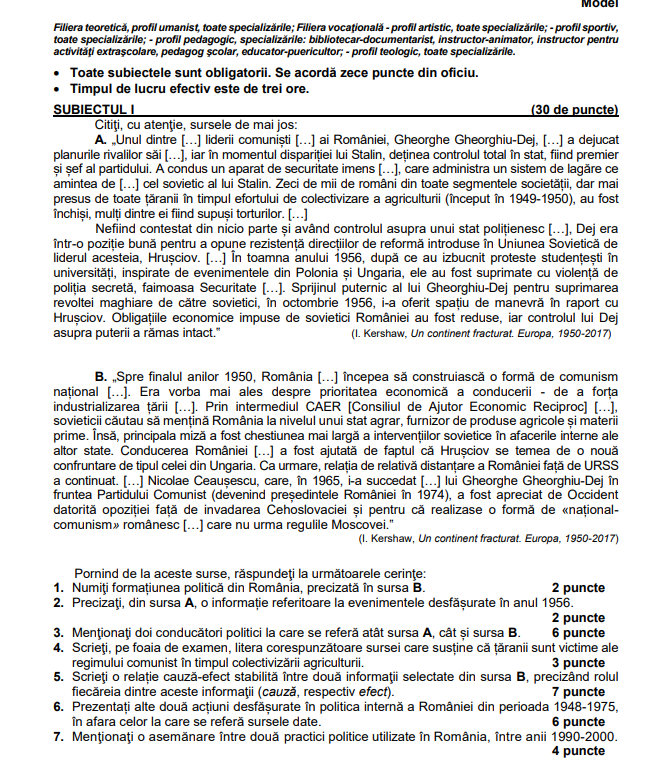 Model
Filiera teoretică, profil umanist, toate specializările; Filiera vocațională - profil artistic, toate specializările; - profil sportiv,
toate specializările; - profil pedagogic, specializările: bibliotecar-documentarist, instructor-animator, instructor pentru
activități extraşcolare, pedagog şcolar, educator-puericultor; - profil teologic, toate specializările.
• Toate subiectele sunt obligatorii. Se acordă zece puncte din oficiu.
• Timpul de lucru efectiv este de trei ore.
SUBIECTUL I (30 de puncte)
Citiţi, cu atenţie, sursele de mai jos:
A. „Unul dintre […] liderii comuniști […] ai României, Gheorghe Gheorghiu-Dej, […] a dejucat
planurile rivalilor săi […], iar în momentul dispariției lui Stalin, deținea controlul total în stat, fiind premier
și șef al partidului. A condus un aparat de securitate imens […], care administra un sistem de lagăre ce
amintea de […] cel sovietic al lui Stalin. Zeci de mii de români din toate segmentele societății, dar mai
presus de toate țăranii în timpul efortului de colectivizare a agriculturii (început în 1949-1950), au fost
închiși, mulți dintre ei fiind supuși torturilor. […]
Nefiind contestat din nicio parte și având controlul asupra unui stat polițienesc […], Dej era
într-o poziție bună pentru a opune rezistență direcțiilor de reformă introduse în Uniunea Sovietică de
liderul acesteia, Hrușciov. […] În toamna anului 1956, după ce au izbucnit proteste studențești în
universități, inspirate de evenimentele din Polonia și Ungaria, ele au fost suprimate cu violență de
poliția secretă, faimoasa Securitate […]. Sprijinul puternic al lui Gheorghiu-Dej pentru suprimarea
revoltei maghiare de către sovietici, în octombrie 1956, i-a oferit spațiu de manevră în raport cu
Hrușciov. Obligațiile economice impuse de sovietici României au fost reduse, iar controlul lui Dej
asupra puterii a rămas intact.” (I. Kershaw, Un continent fracturat. Europa, 1950-2017)
B. „Spre finalul anilor 1950, România […] începea să construiască o formă de comunism
național […]. Era vorba mai ales despre prioritatea economică a conducerii - de a forța
industrializarea țării […]. Prin intermediul CAER [Consiliul de Ajutor Economic Reciproc] […],
sovieticii căutau să mențină România la nivelul unui stat agrar, furnizor de produse agricole și materii
prime. Însă, principala miză a fost chestiunea mai largă a intervențiilor sovietice în afacerile interne ale
altor state. Conducerea României […] a fost ajutată de faptul că Hrușciov se temea de o nouă
confruntare de tipul celei din Ungaria. Ca urmare, relația de relativă distanțare a României față de URSS
a continuat. […] Nicolae Ceaușescu, care, în 1965, i-a succedat […] lui Gheorghe Gheorghiu-Dej în
fruntea Partidului Comunist (devenind președintele României în 1974), a fost apreciat de Occident
datorită opoziției față de invadarea Cehoslovaciei și pentru că realizase o formă de «național-
comunism» românesc […] care nu urma regulile Moscovei.”
(I. Kershaw, Un continent fracturat. Europa, 1950-2017)
Pornind de la aceste surse, răspundeţi la următoarele cerinţe:
1. Numiţi formațiunea politică din România, precizată în sursa B. 2 puncte
2. Precizaţi, din sursa A, o informație referitoare la evenimentele desfășurate în anul 1956.
2 puncte
3. Menţionaţi doi conducători politici la care se referă atât sursa A, cât și sursa B. 6 puncte
4. Scrieţi, pe foaia de examen, litera corespunzătoare sursei care susține că țăranii sunt victime ale
regimului comunist în timpul colectivizării agriculturii. 3 puncte
5. Scrieţi o relație cauză-efect stabilită între două informaţii selectate din sursa B, precizând rolul
fiecăreia dintre aceste informaţii (cauză, respectiv efect). 7 puncte
6. Prezentați alte două acțiuni desfășurate în politica internă a României din perioada 1948-1975,
în afara celor la care se referă sursele date. 6 puncte
7. Menţionaţi o asemănare între două practici politice utilizate în România, între anii 1990-2000.
4 puncte